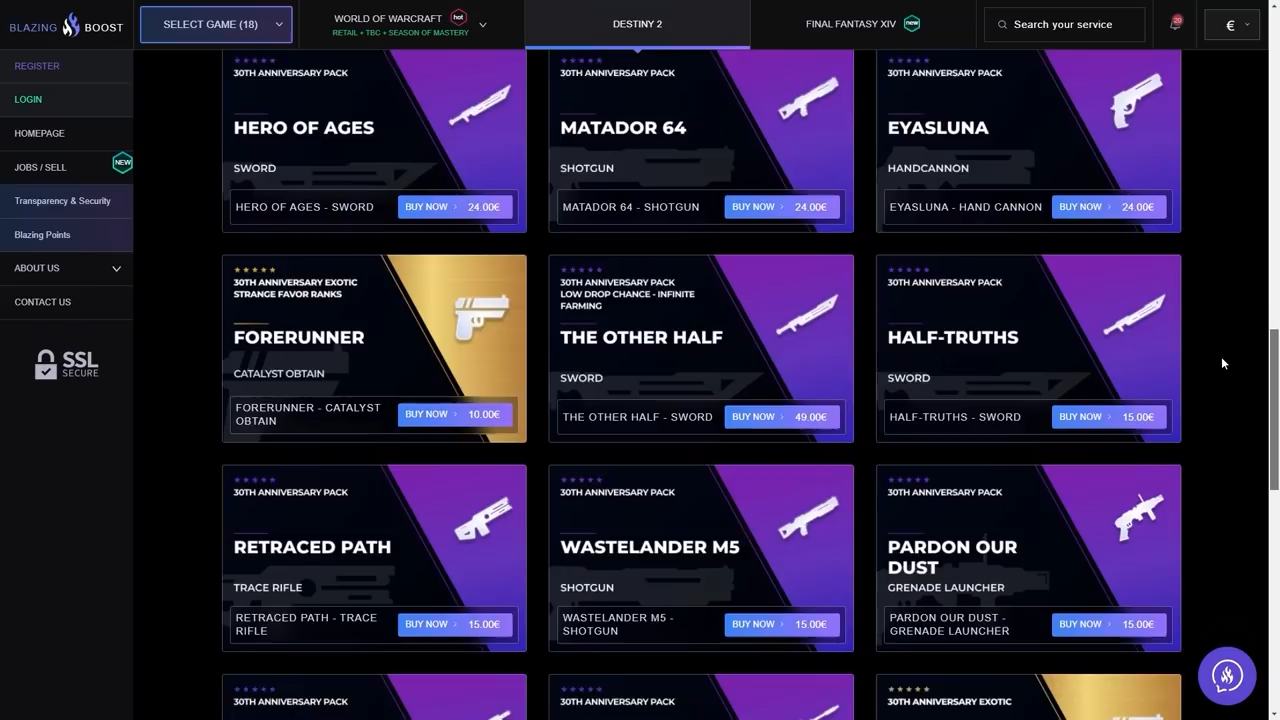 BLAZING BOOST
SELECT GAME (18)
WORLD OF WARCRAFT
hot
RETAIL + TBC + SEASON OF MASTERY
DESTINY 2
FINAL FANTASY XIV
new
Search your service
20
€
REGISTER
LOGIN
HOMEPAGE
JOBS / SELL
NEW
Transparency & Security
Blazing Points
ABOUT US
CONTACT US
SSL
SECURE
30TH ANNIVERSARY PACK
HERO OF AGES
SWORD
HERO OF AGES - SWORD
BUY NOW
24.00€
30TH ANNIVERSARY PACK
MATADOR 64
SHOTGUN
MATADOR 64 - SHOTGUN
BUY NOW
24.00€
30TH ANNIVERSARY PACK
EYASLUNA
HANDCANNON
EYASLUNA - HAND CANNON
BUY NOW
24.00€
30TH ANNIVERSARY EXOTIC
STRANGE FAVOR RANKS
FORERUNNER
CATALYST OBTAIN
FORERUNNER - CATALYST
OBTAIN
BUY NOW
10.00€
30TH ANNIVERSARY PACK
LOW DROP CHANCE - INFINITE
FARMING
THE OTHER HALF
SWORD
THE OTHER HALF - SWORD
BUY NOW
49.00€
30TH ANNIVERSARY PACK
HALF-TRUTHS
SWORD
HALF-TRUTHS - SWORD
BUY NOW
15.00€
30TH ANNIVERSARY PACK
RETRACED PATH
TRACE RIFLE
RETRACED PATH - TRACE
RIFLE
BUY NOW
15.00€
30TH ANNIVERSARY PACK
WASTELANDER M5
SHOTGUN
WASTELANDER M5 -
SHOTGUN
BUY NOW
15.00€
30TH ANNIVERSARY PACK
PARDON OUR
DUST
GRENADE LAUNCHER
PARDON OUR DUST -
GRENADE LAUNCHER
BUY NOW
15.00€
30TH ANNIVERSARY PACK
30TH ANNIVERSARY PACK
30TH ANNIVERSARY EXOTIC